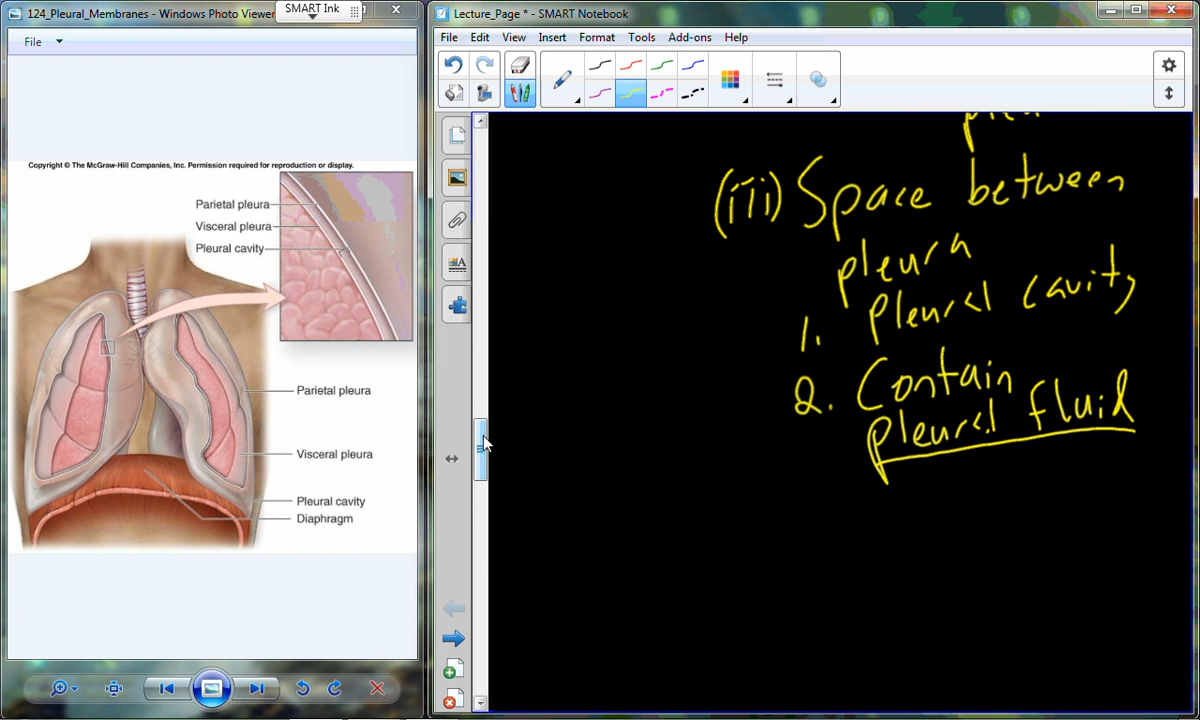 124_Pleural_Membranes - Windows Photo Viewer
SMART Ink
File
Copyright © The McGraw-Hill Companies, Inc. Permission required for reproduction or display.
Parietal pleura
Visceral pleura
Pleural cavity
Parietal pleura
Visceral pleura
Pleural cavity
Diaphragm
Lecture_Page * - SMART Notebook
File Edit View Insert Format Tools Add-ons Help
(iii) Space between
pleura
1. pleural cavity
2. Contain
pleural fluid